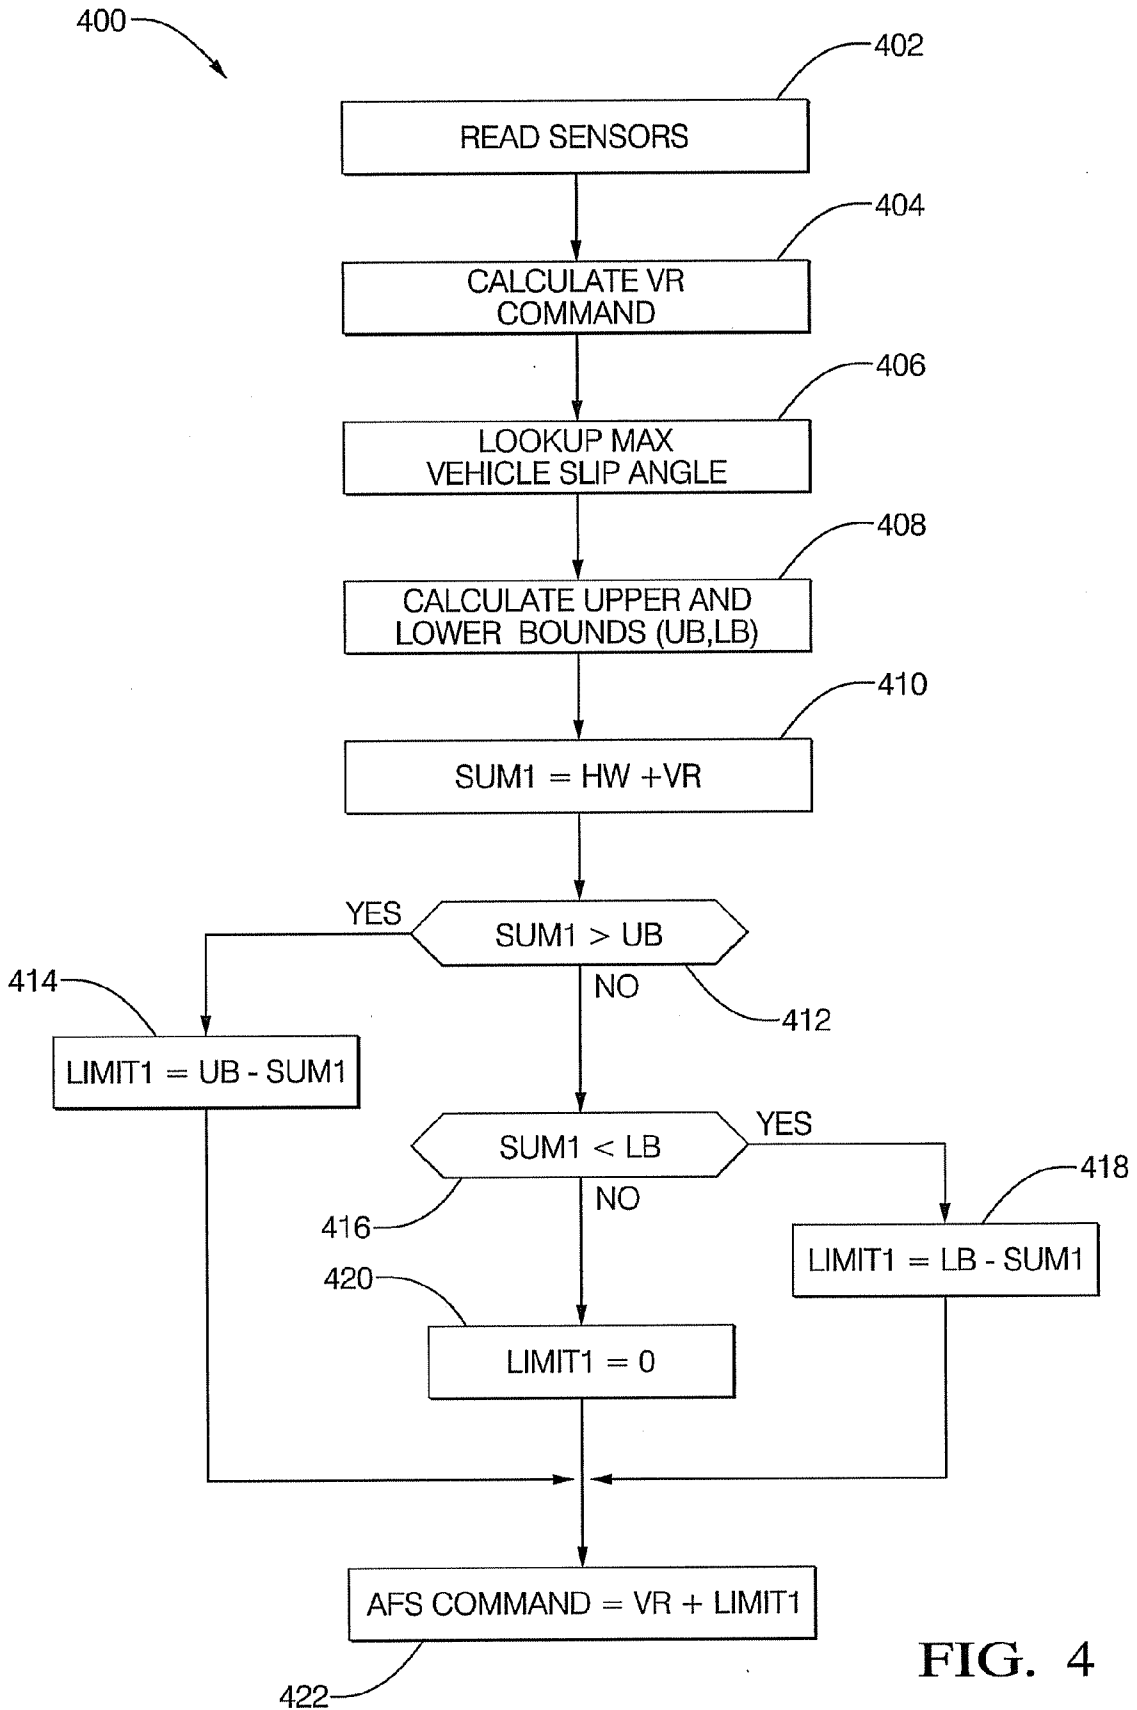 400
402
READ SENSORS
404
CALCULATE VR
COMMAND
406
LOOKUP MAX
VEHICLE SLIP ANGLE
408
CALCULATE UPPER AND
LOWER BOUNDS (UB,LB)
410
SUM1 = HW +VR
YES
SUM1 > UB
NO
412
414
LIMIT1 = UB - SUM1
YES
SUM1 < LB
NO
416
418
LIMIT1 = LB - SUM1
420
LIMIT1 = 0
AFS COMMAND = VR + LIMIT1
422
FIG. 4